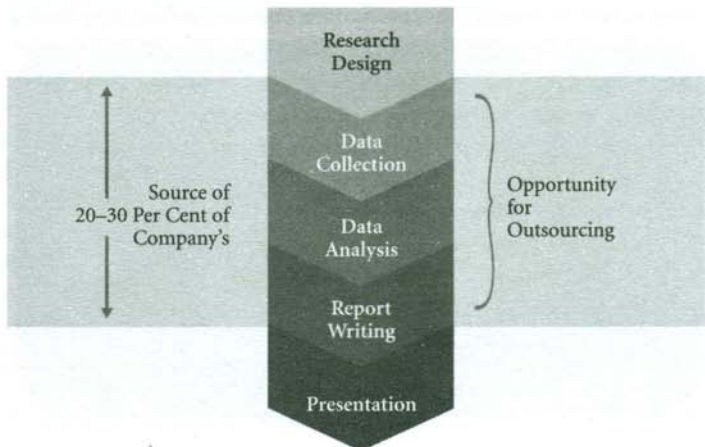 Research
Design
Data
Collection
Source of
20–30 Per Cent of
Company's
Data
Analysis
Opportunity
for
Outsourcing
Report
Writing
Presentation